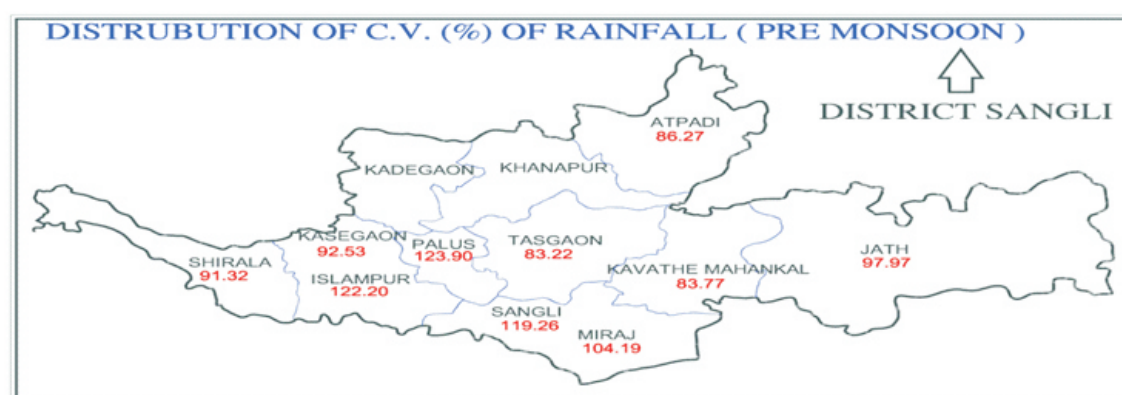 DISTRUBUTION OF C.V. (%) OF RAINFALL ( PRE MONSOON )
DISTRICT SANGLI
ATPADI
86.27
KADEGAON
KHANAPUR
KASEGAON
92.53
PALUS
123.90
TASGAON
83.22
JATH
97.97
SHIRALA
91.32
ISLAMPUR
122.20
KAVATHE MAHANKAL
83.77
SANGLI
119.26
MIRAJ
104.19